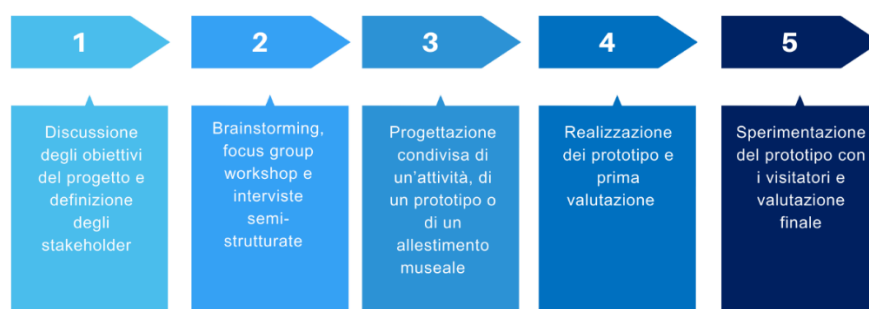 1
2
3
4
5
Discussione
degli obiettivi
del progetto e
definizione
degli
stakeholder
Brainstorming,
focus group
workshop e
interviste
semi-
strutturate
Progettazione
condivisa di
un'attività, di
un prototipo o
di un
allestimento
museale
Realizzazione
dei prototipo e
prima
valutazione
Sperimentazione
del prototipo con
i visitatori e
valutazione
finale